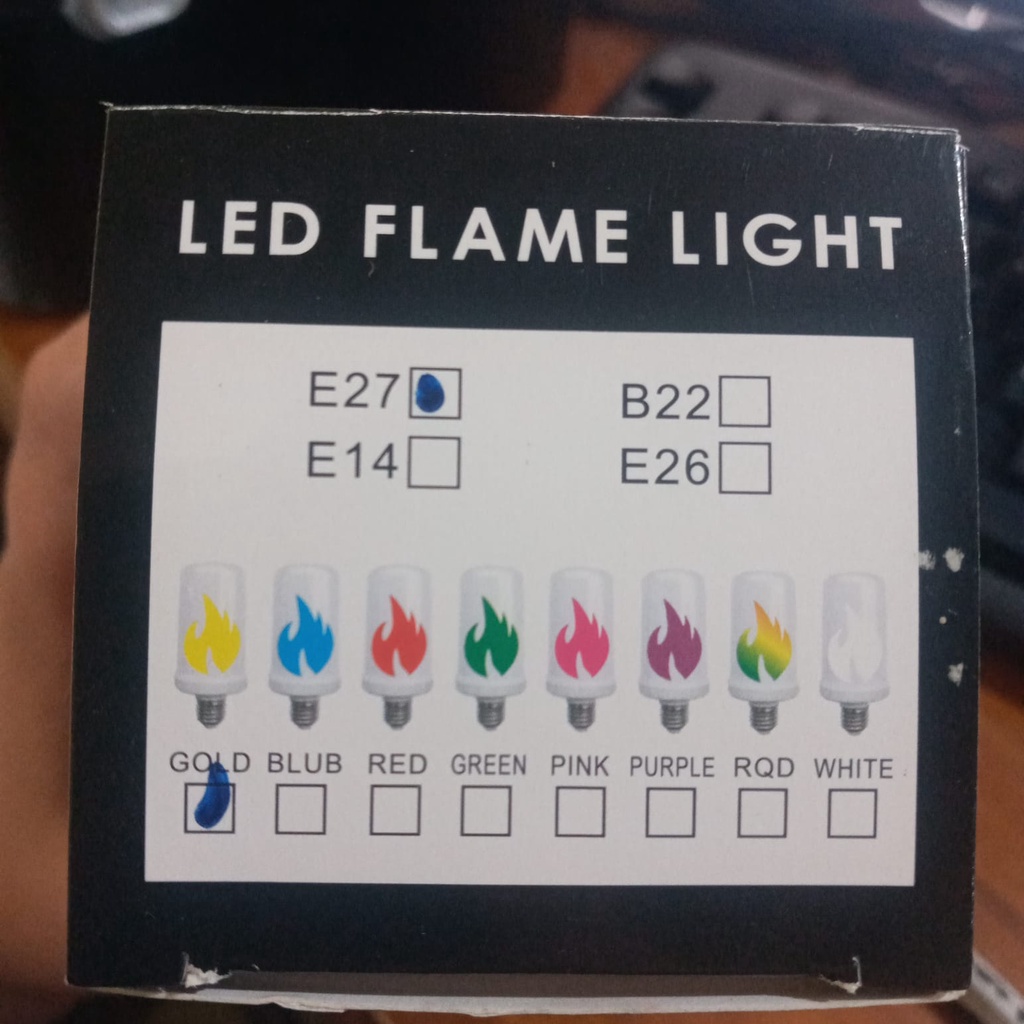 LED FLAME LIGHT
E27 B22
E14 E26
GOLD BLUB RED GREEN PINK PURPLE RQD WHITE